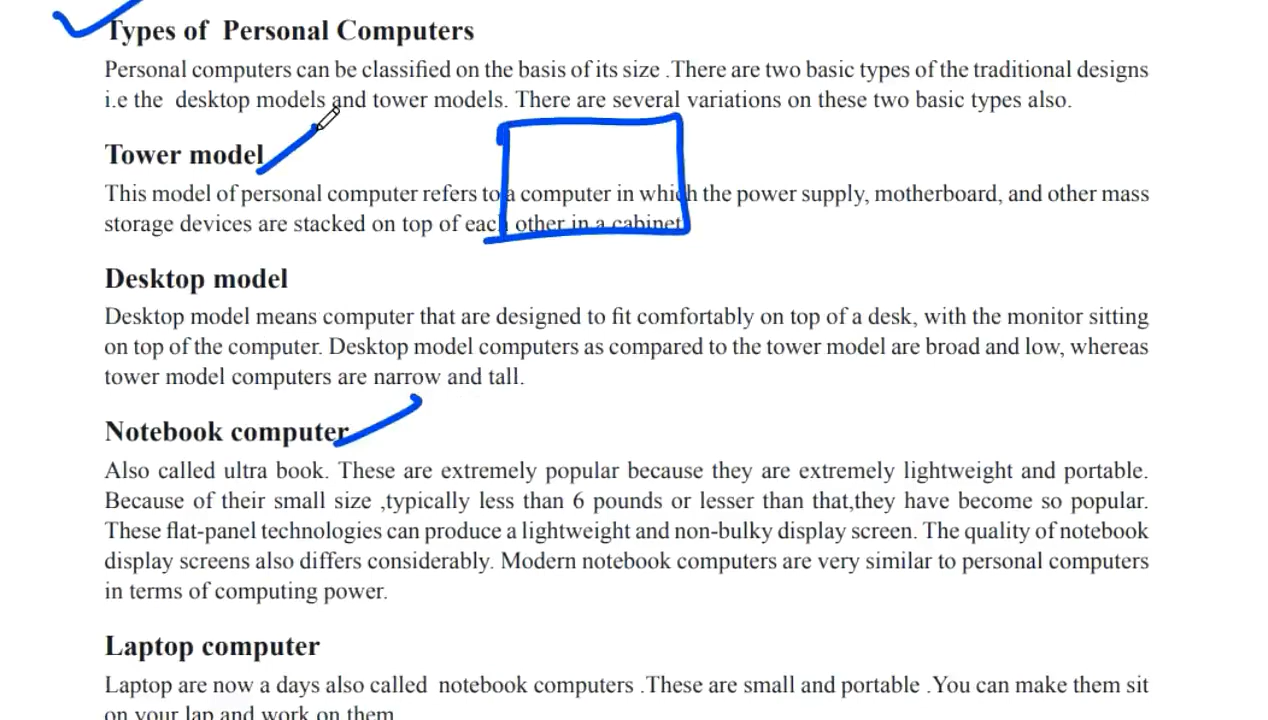 Types of Personal Computers
Personal computers can be classified on the basis of its size .There are two basic types of the traditional designs
i.e the desktop models and tower models. There are several variations on these two basic types also.
Tower model
This model of personal computer refers to a computer in which the power supply, motherboard, and other mass
storage devices are stacked on top of each other in a cabinet
Desktop model
Desktop model means computer that are designed to fit comfortably on top of a desk, with the monitor sitting
on top of the computer. Desktop model computers as compared to the tower model are broad and low, whereas
tower model computers are narrow and tall.
Notebook computer
Also called ultra book. These are extremely popular because they are extremely lightweight and portable.
Because of their small size ,typically less than 6 pounds or lesser than that,they have become so popular.
These flat-panel technologies can produce a lightweight and non-bulky display screen. The quality of notebook
display screens also differs considerably. Modern notebook computers are very similar to personal computers
in terms of computing power.
Laptop computer
Laptop are now a days also called notebook computers .These are small and portable .You can make them sit
on your lap and work on them